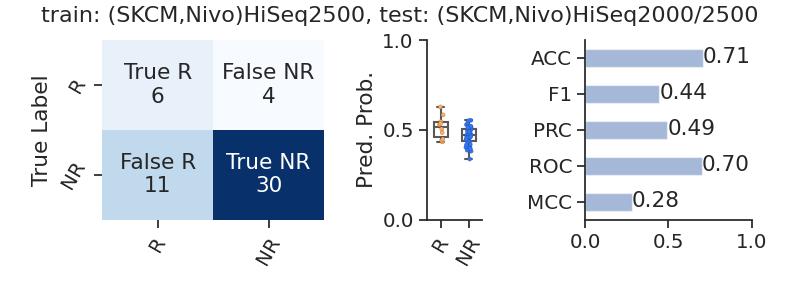 train: (SKCM,Nivo)HiSeq2500, test: (SKCM,Nivo)HiSeq2000/2500
True Label
R
NR
True R
6
False NR
4
False R
11
True NR
30
R
NR
Pred. Prob.
1.0
0.5
0.0
R
NR
ACC
0.71
F1
0.44
PRC
0.49
ROC
0.70
MCC
0.28
0.0
0.5
1.0